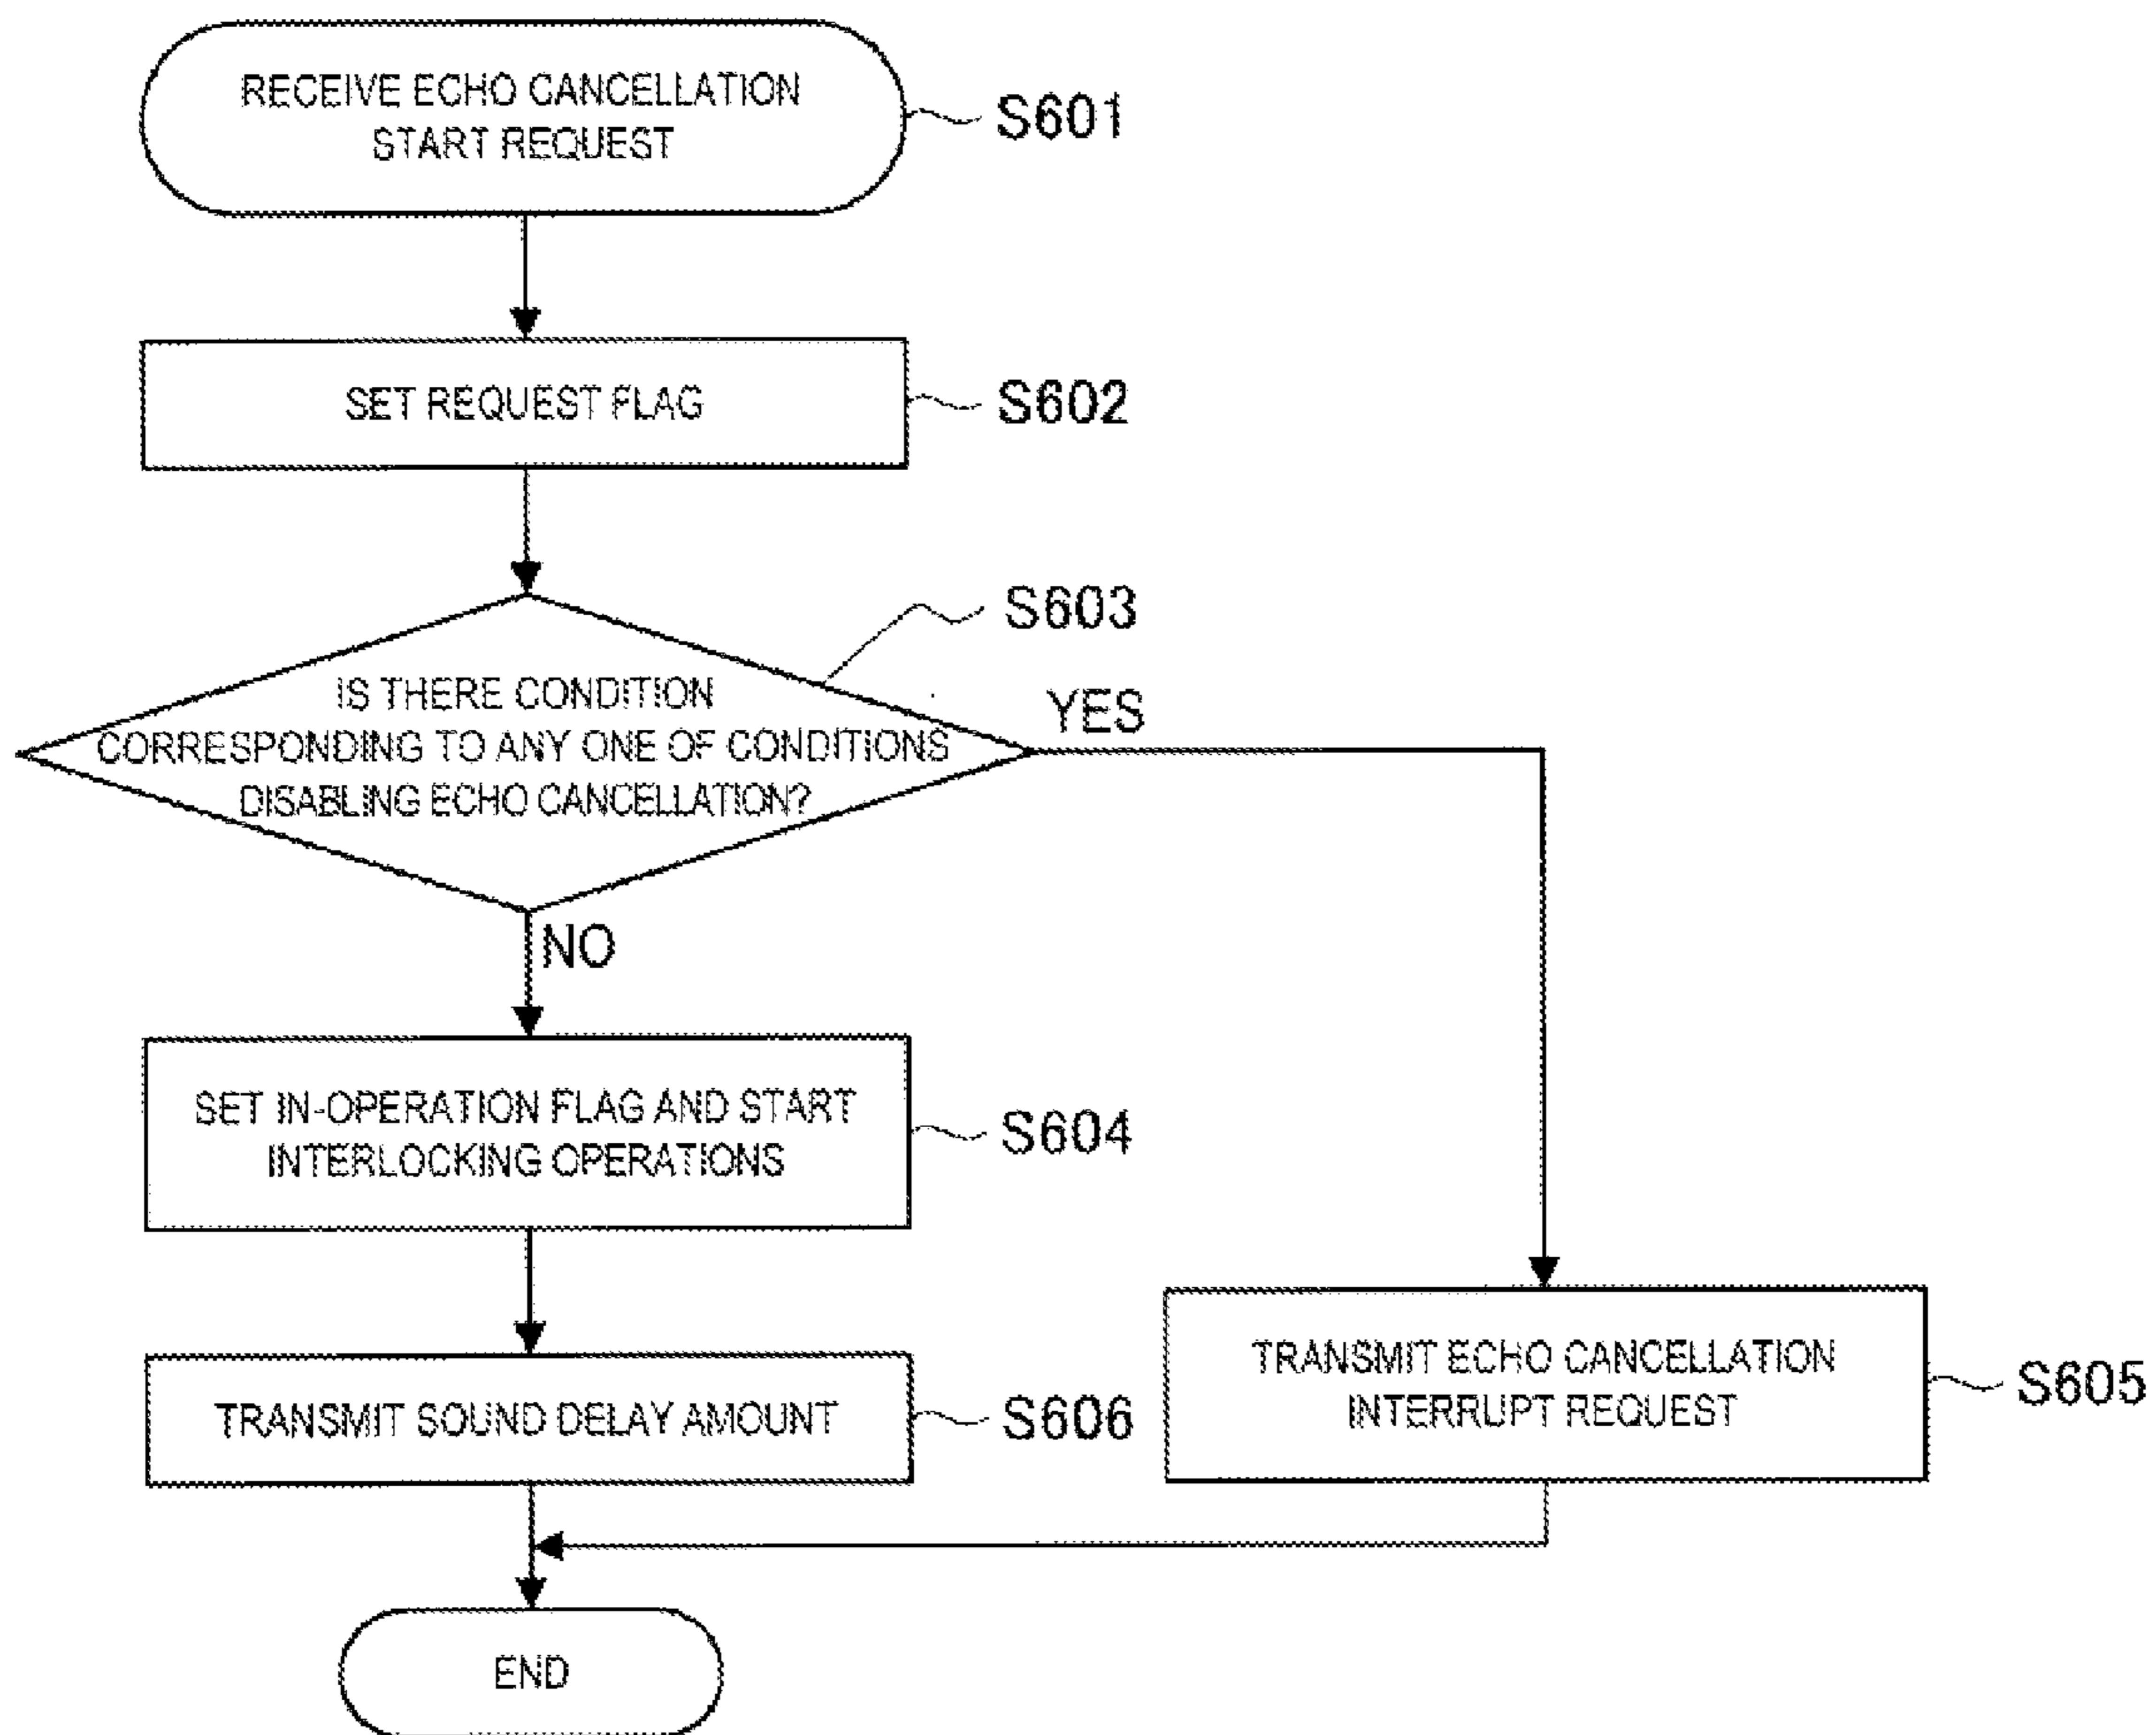 RECEIVE ECHO CANCELLATION
START REQUEST
S601
SET REQUEST FLAG
S602
S603
IS THERE CONDITION
CORRESPONDING TO ANY ONE OF CONDITIONS
DISABLING ECHO CANCELLATION?
YES
NO
SET IN-OPERATION FLAG AND START
INTERLOCKING OPERATIONS
S604
TRANSMIT ECHO CANCELLATION
INTERRUPT REQUEST
S605
TRANSMIT SOUND DELAY AMOUNT
S606
END